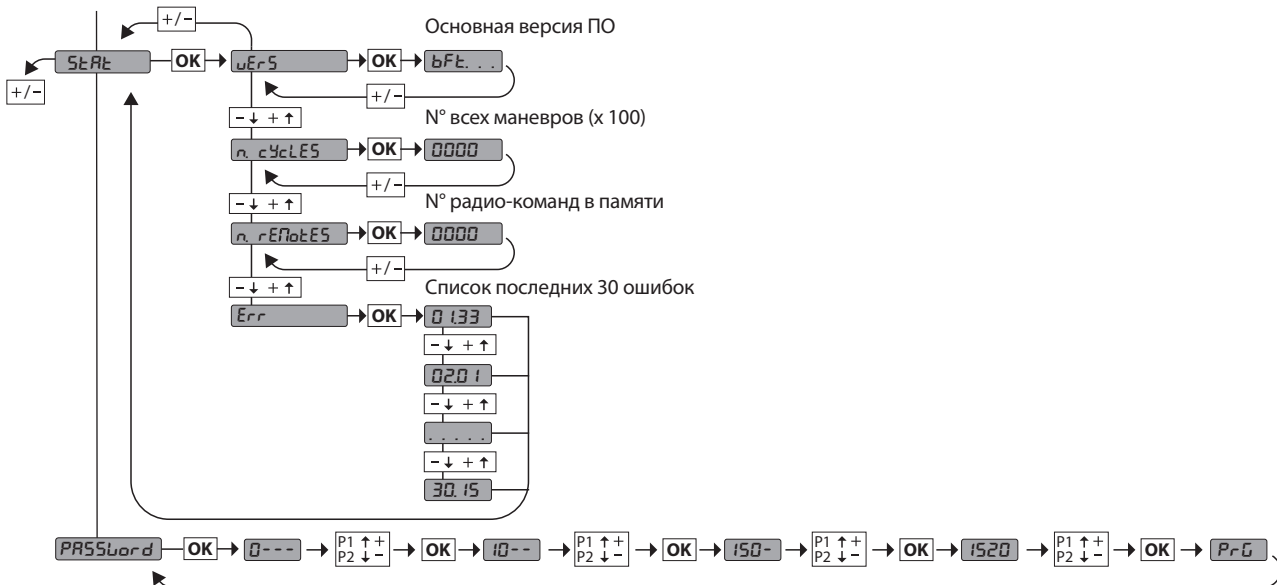 +/-
Основная версия ПО
StAt OK vErS OK bFt. . .
+/-
+/-
- ↓ + ↑ N° всех маневров (x 100)
n. cYcLES OK 0000
+/-
- ↓ + ↑ N° радио-команд в памяти
n. rEMotES OK 0000
+/-
- ↓ + ↑ Список последних 30 ошибок
Err OK 01.33
- ↓ + ↑
02.01
- ↓ + ↑
. . . . .
- ↓ + ↑
30.15
PASSword OK 0--- P1 ↑ + OK 10-- P1 ↑ + OK 150- P1 ↑ + OK 1520 P1 ↑ + OK PrG
P2 ↓ - P2 ↓ - P2 ↓ - P2 ↓ -